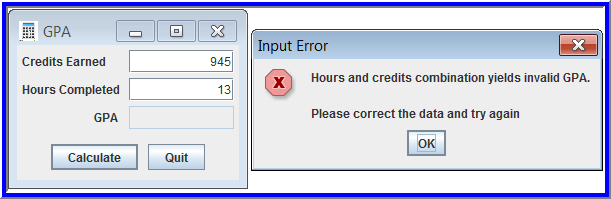 GPA
Credits Earned 945
Hours Completed 13
GPA
Calculate Quit
Input Error
X
Hours and credits combination yields invalid GPA.
Please correct the data and try again
OK